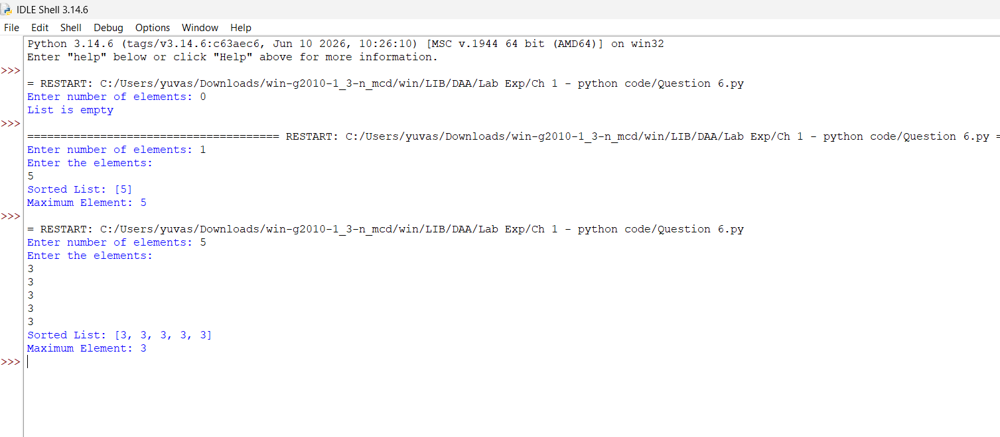 IDLE Shell 3.14.6
File Edit Shell Debug Options Window Help
Python 3.14.6 (tags/v3.14.6:c63aec6, Jun 10 2026, 10:26:10) [MSC v.1944 64 bit (AMD64)] on win32
Enter "help" below or click "Help" above for more information.
>>>
= RESTART: C:/Users/yuvas/Downloads/win-g2010-1_3-n_mcd/win/LIB/DAA/Lab Exp/Ch 1 - python code/Question 6.py
Enter number of elements: 0
List is empty
>>>
====================================== RESTART: C:/Users/yuvas/Downloads/win-g2010-1_3-n_mcd/win/LIB/DAA/Lab Exp/Ch 1 - python code/Question 6.py =
Enter number of elements: 1
Enter the elements:
5
Sorted List: [5]
Maximum Element: 5
>>>
= RESTART: C:/Users/yuvas/Downloads/win-g2010-1_3-n_mcd/win/LIB/DAA/Lab Exp/Ch 1 - python code/Question 6.py
Enter number of elements: 5
Enter the elements:
3
3
3
3
3
Sorted List: [3, 3, 3, 3, 3]
Maximum Element: 3
>>>